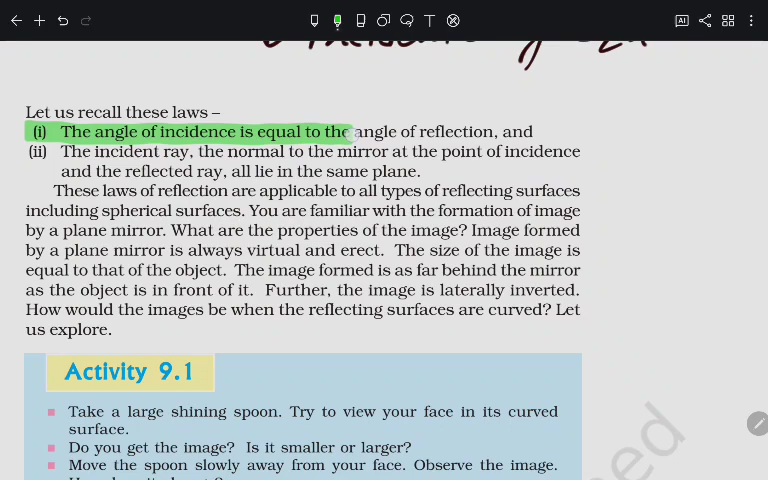 AI
Let us recall these laws –
(i) The angle of incidence is equal to the angle of reflection, and
(ii) The incident ray, the normal to the mirror at the point of incidence
and the reflected ray, all lie in the same plane.
These laws of reflection are applicable to all types of reflecting surfaces
including spherical surfaces. You are familiar with the formation of image
by a plane mirror. What are the properties of the image? Image formed
by a plane mirror is always virtual and erect. The size of the image is
equal to that of the object. The image formed is as far behind the mirror
as the object is in front of it. Further, the image is laterally inverted.
How would the images be when the reflecting surfaces are curved? Let
us explore.
Activity 9.1
Take a large shining spoon. Try to view your face in its curved
surface.
Do you get the image? Is it smaller or larger?
Move the spoon slowly away from your face. Observe the image.